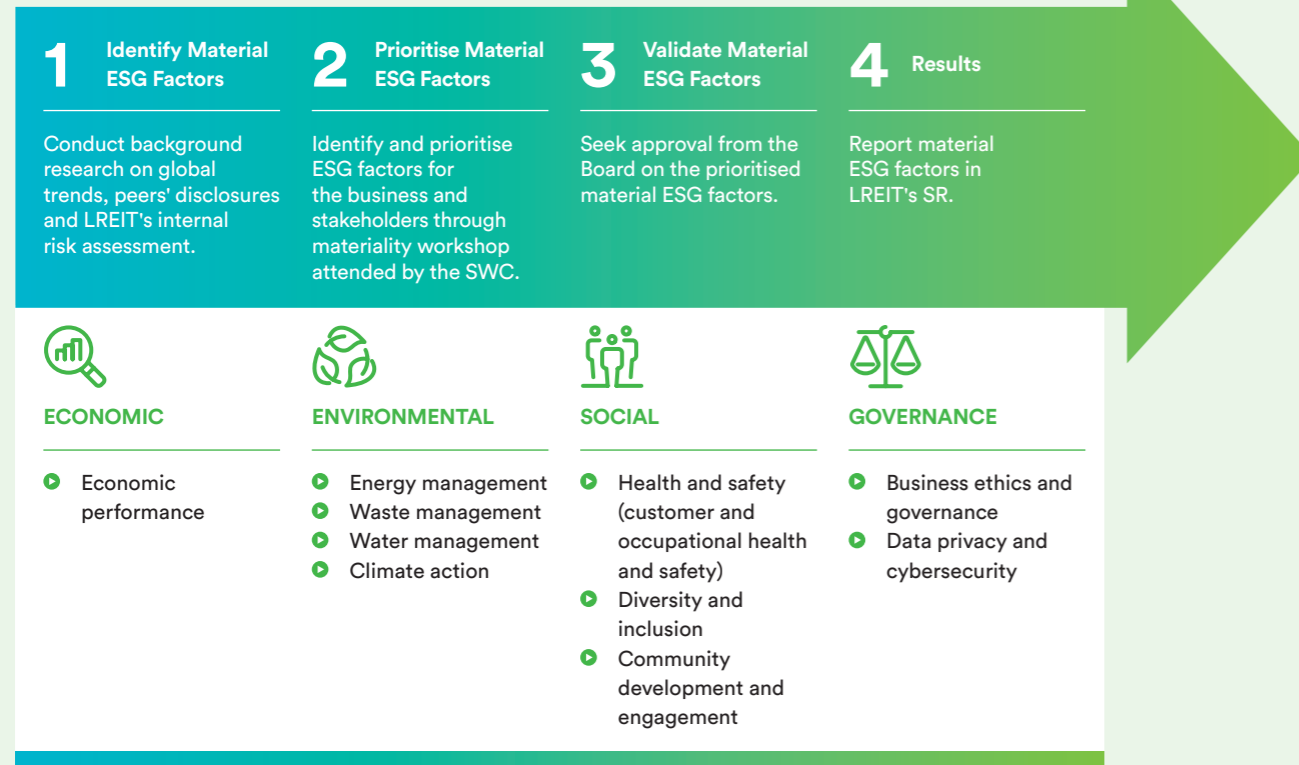 1 Identify Material
ESG Factors
Conduct background
research on global
trends, peers' disclosures
and LREIT's internal
risk assessment.
2 Prioritise Material
ESG Factors
Identify and prioritise
ESG factors for
the business and
stakeholders through
materiality workshop
attended by the SWC.
3 Validate Material
ESG Factors
Seek approval from the
Board on the prioritised
material ESG factors.
4 Results
Report material
ESG factors in
LREIT's SR.
ECONOMIC
Economic
performance
ENVIRONMENTAL
Energy management
Waste management
Water management
Climate action
SOCIAL
Health and safety
(customer and
occupational health
and safety)
Diversity and
inclusion
Community
development and
engagement
GOVERNANCE
Business ethics and
governance
Data privacy and
cybersecurity